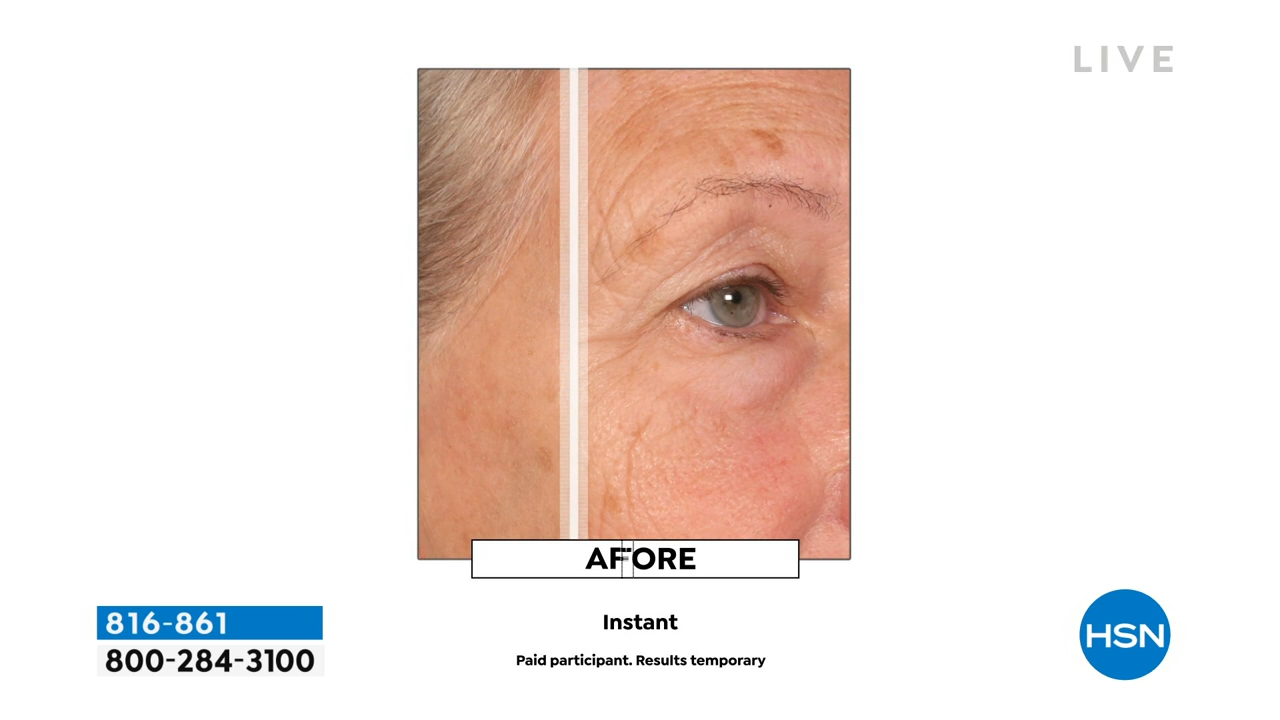 LIVE
AFORE
816-861
Instant
800-284-3100
Paid participant. Results temporary
HSN